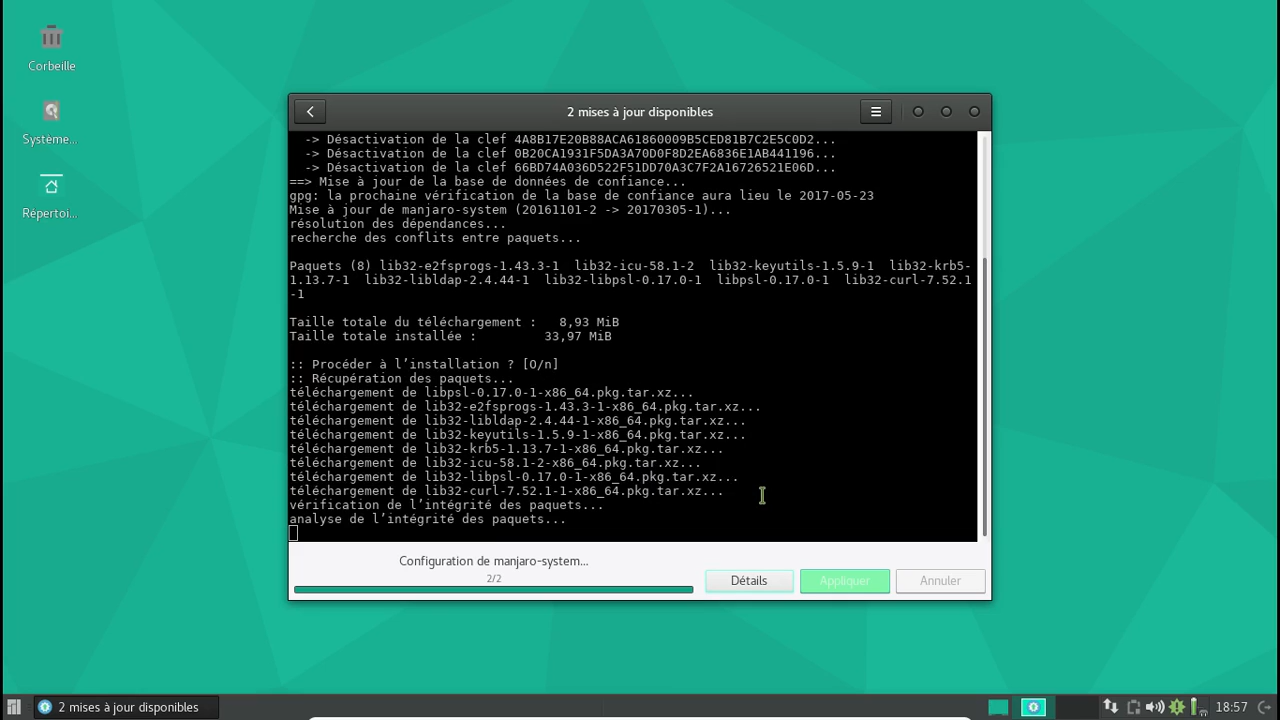 Corbeille
Système...
Répertoi...
2 mises à jour disponibles
-> Désactivation de la clef 4A8B17E20B88ACA61860009B5CED81B7C2E5C0D2...
-> Désactivation de la clef 0B20CA1931F5DA3A70D0F8D2EA6836E1AB441196...
-> Désactivation de la clef 66BD74A036D522F51DD70A3C7F2A16726521E06D...
==> Mise à jour de la base de données de confiance...
gpg: la prochaine vérification de la base de confiance aura lieu le 2017-05-23
Mise à jour de manjaro-system (20161101-2 -> 20170305-1)...
résolution des dépendances...
recherche des conflits entre paquets...
Paquets (8) lib32-e2fsprogs-1.43.3-1  lib32-icu-58.1-2  lib32-keyutils-1.5.9-1  lib32-krb5-
1.13.7-1  lib32-libldap-2.4.44-1  lib32-libpsl-0.17.0-1  libpsl-0.17.0-1  lib32-curl-7.52.1
-1
Taille totale du téléchargement :   8,93 MiB
Taille totale installée :         33,97 MiB
:: Procéder à l’installation ? [O/n]
:: Récupération des paquets...
téléchargement de libpsl-0.17.0-1-x86_64.pkg.tar.xz...
téléchargement de lib32-e2fsprogs-1.43.3-1-x86_64.pkg.tar.xz...
téléchargement de lib32-libldap-2.4.44-1-x86_64.pkg.tar.xz...
téléchargement de lib32-keyutils-1.5.9-1-x86_64.pkg.tar.xz...
téléchargement de lib32-krb5-1.13.7-1-x86_64.pkg.tar.xz...
téléchargement de lib32-icu-58.1-2-x86_64.pkg.tar.xz...
téléchargement de lib32-libpsl-0.17.0-1-x86_64.pkg.tar.xz...
téléchargement de lib32-curl-7.52.1-1-x86_64.pkg.tar.xz...
vérification de l’intégrité des paquets...
analyse de l’intégrité des paquets...
Configuration de manjaro-system...
2/2
Détails
Appliquer
Annuler
2 mises à jour disponibles
18:57